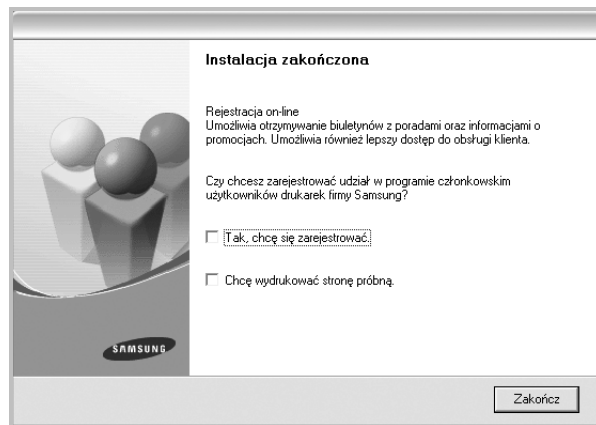 Instalacja zakończona
Rejestracja on-line
Umożliwia otrzymywanie biuletynów z poradami oraz informacjami o
promocjach. Umożliwia również lepszy dostęp do obsługi klienta.
Czy chcesz zarejestrować udział w programie członkowskim
użytkowników drukarek firmy Samsung?
Tak, chcę się zarejestrować.
Chcę wydrukować stronę próbną.
SAMSUNG
Zakończ